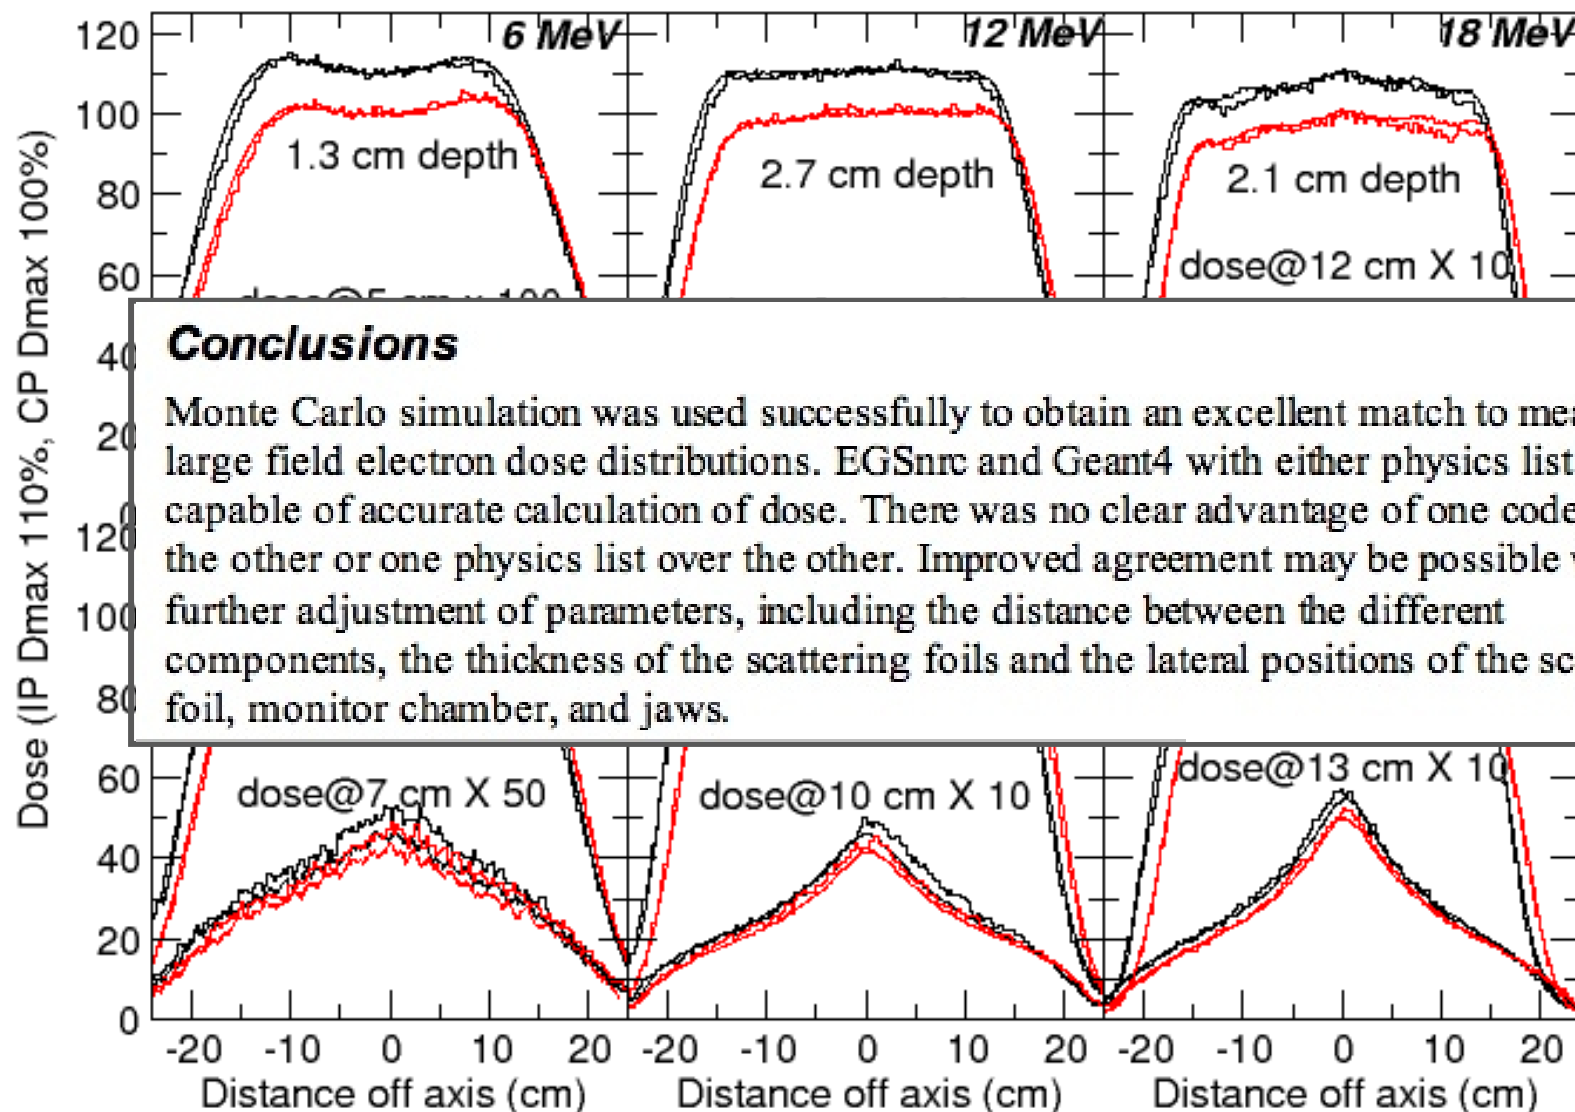 120
6 MeV
12 MeV
18 MeV
100
1.3 cm depth
2.7 cm depth
2.1 cm depth
80
60
dose@12 cm X 10
dose@5 cm x 100
Dose (IP Dmax 110%, CP Dmax 100%)
40
20
0
120
100
80
Conclusions
Monte Carlo simulation was used successfully to obtain an excellent match to
large field electron dose distributions. EGSnrc and Geant4 with either physics list
capable of accurate calculation of dose. There was no clear advantage of one code
the other or one physics list over the other. Improved agreement may be possible
further adjustment of parameters, including the distance between the different
components, the thickness of the scattering foils and the lateral positions of the
foil, monitor chamber, and jaws.
60
dose@7 cm X 50
dose@10 cm X 10
dose@13 cm X 10
40
20
0
-20 -10 0 10 20 -20 -10 0 10 20 -20 -10 0 10 20
Distance off axis (cm) Distance off axis (cm) Distance off axis (cm)